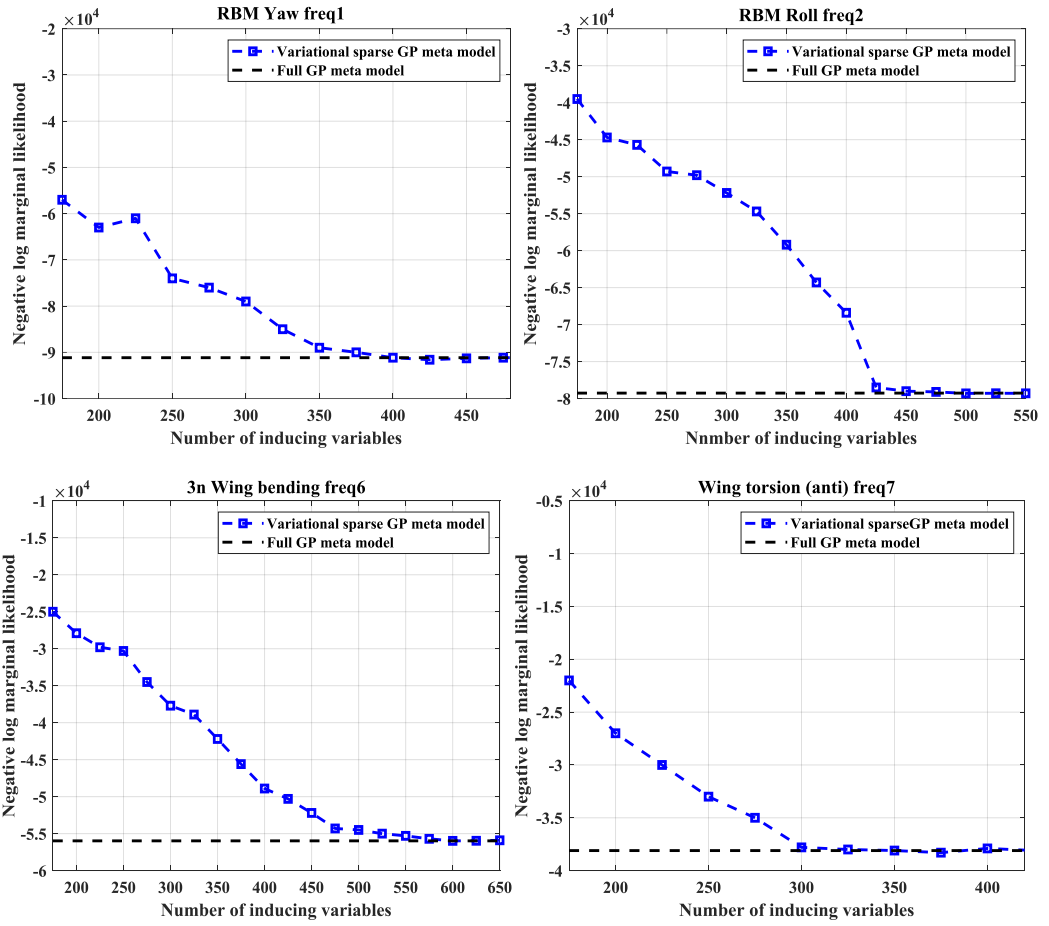 RBM Yaw freq1
×10⁴
-2
-3
-4
-5
-6
-7
-8
-9
-10
Negative log marginal likelihood
Variational sparse GP meta model
Full GP meta model
200 250 300 350 400 450
Number of inducing variables
RBM Roll freq2
×10⁴
-3
-3.5
-4
-4.5
-5
-5.5
-6
-6.5
-7
-7.5
-8
Negative log marginal likelihood
Variational sparse GP meta model
Full GP meta model
200 250 300 350 400 450 500 550
Nnmber of inducing variables
3n Wing bending freq6
×10⁴
-1
-1.5
-2
-2.5
-3
-3.5
-4
-4.5
-5
-5.5
-6
Negative log marginal likelihood
Variational sparse GP meta model
Full GP meta model
200 250 300 350 400 450 500 550 600 650
Number of inducing variables
Wing torsion (anti) freq7
×10⁴
-0.5
-1
-1.5
-2
-2.5
-3
-3.5
-4
Negative log marginal likelihood
Variational sparseGP meta model
Full GP meta model
200 250 300 350 400
Number of inducing variables